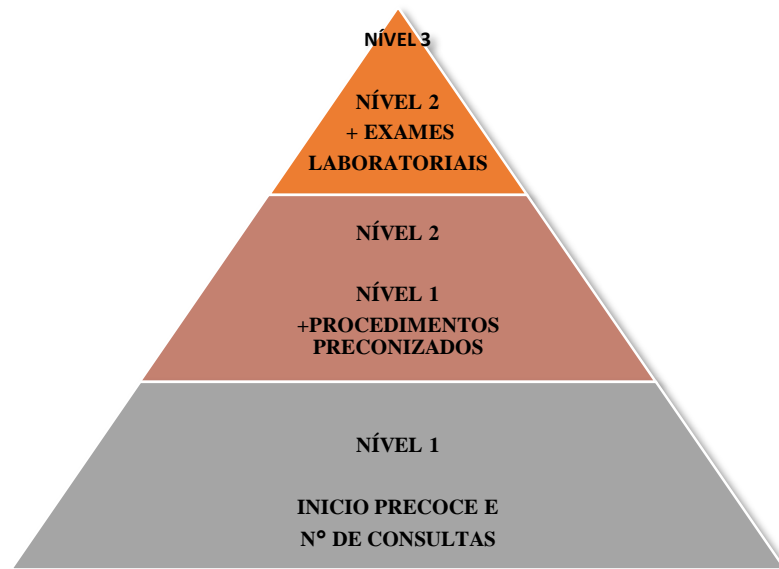 NÍVEL 3
NÍVEL 2
+ EXAMES
LABORATORIAIS
NÍVEL 2
NÍVEL 1
+PROCEDIMENTOS
PRECONIZADOS
NÍVEL 1
INICIO PRECOCE E
N° DE CONSULTAS